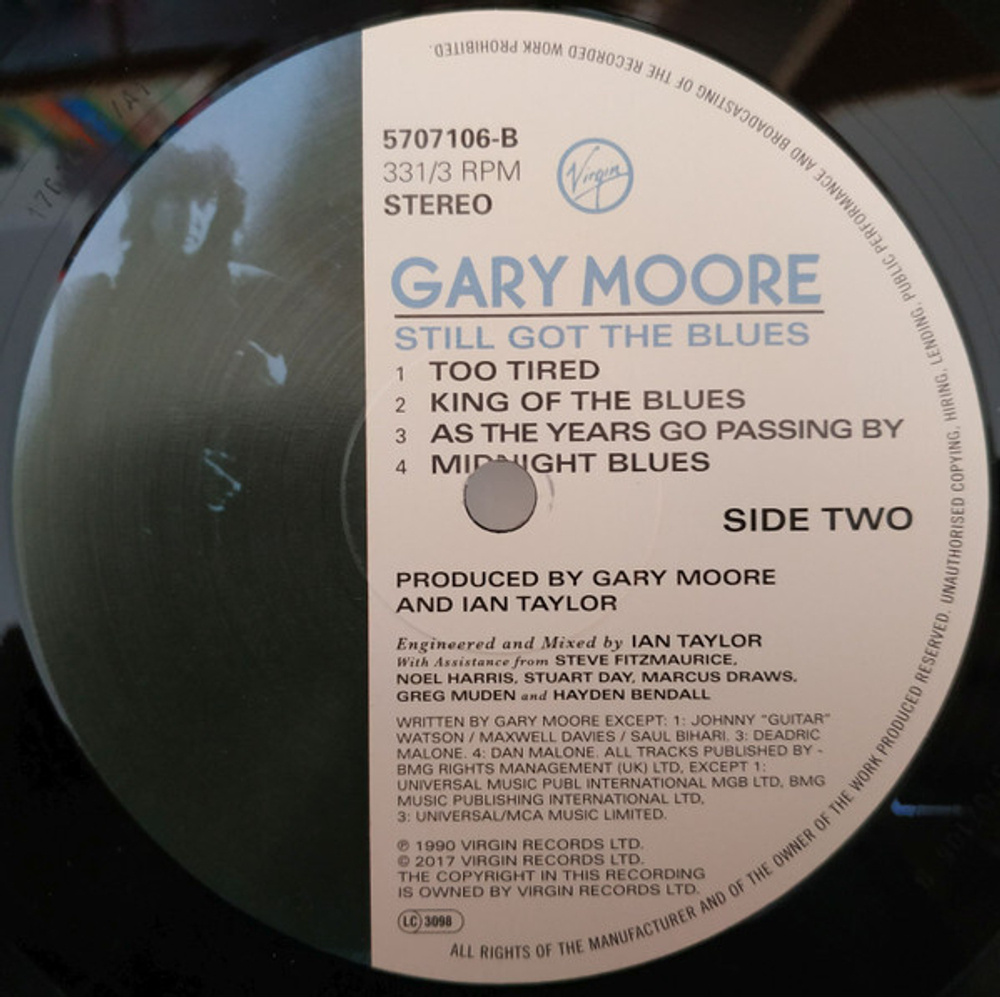 5707106-B
331/3 RPM
STEREO
Virgin
GARY MOORE
STILL GOT THE BLUES
1 TOO TIRED
2 KING OF THE BLUES
3 AS THE YEARS GO PASSING BY
4 MIDNIGHT BLUES
SIDE TWO
PRODUCED BY GARY MOORE
AND IAN TAYLOR
Engineered and Mixed by IAN TAYLOR
With Assistance from STEVE FITZMAURICE,
NOEL HARRIS, STUART DAY, MARCUS DRAWS,
GREG MUDEN and HAYDEN BENDALL
WRITTEN BY GARY MOORE EXCEPT: 1: JOHNNY "GUITAR"
WATSON / MAXWELL DAVIES / SAUL BIHARI. 3: DEADRIC
MALONE. 4: DAN MALONE. ALL TRACKS PUBLISHED BY -
BMG RIGHTS MANAGEMENT (UK) LTD, EXCEPT 1:
UNIVERSAL MUSIC PUBL INTERNATIONAL MGB LTD, BMG
MUSIC PUBLISHING INTERNATIONAL LTD,
3: UNIVERSAL/MCA MUSIC LIMITED.
℗ 1990 VIRGIN RECORDS LTD.
© 2017 VIRGIN RECORDS LTD.
THE COPYRIGHT IN THIS RECORDING
IS OWNED BY VIRGIN RECORDS LTD.
LC 3098
ALL RIGHTS OF THE MANUFACTURER AND OF THE OWNER OF THE WORK PRODUCED RESERVED. UNAUTHORISED COPYING, HIRING, LENDING, PUBLIC PERFORMANCE AND BROADCASTING OF THE RECORDED WORK PROHIBITED.